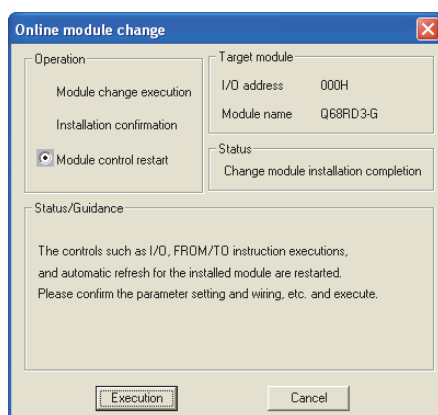 Online module change
Operation
Module change execution
Installation confirmation
Module control restart
Target module
I/O address 000H
Module name Q68RD3-G
Status
Change module installation completion
Status/Guidance
The controls such as I/O, FROM/TO instruction executions,
and automatic refresh for the installed module are restarted.
Please confirm the parameter setting and wiring, etc. and execute.
Execution
Cancel